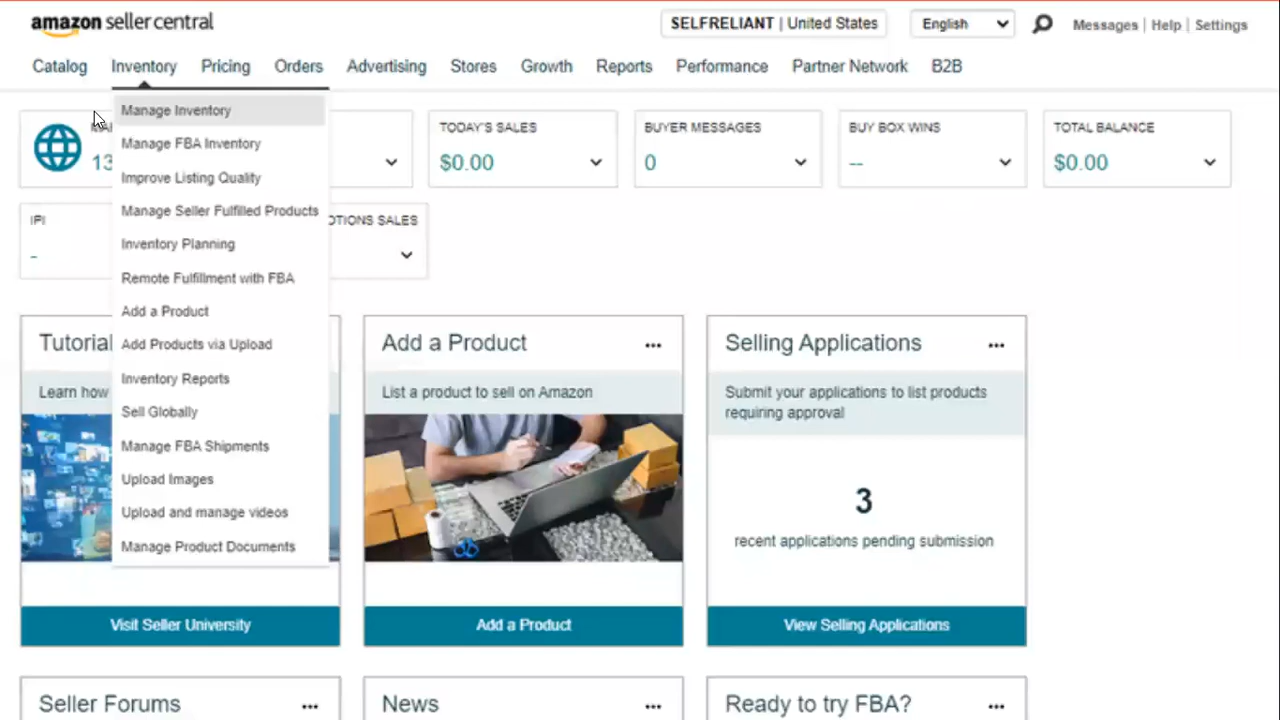 amazon seller central
SELFRELIANT | United States
English
Messages | Help | Settings
Catalog Inventory Pricing Orders Advertising Stores Growth Reports Performance Partner Network B2B
Manage Inventory
Manage FBA Inventory
Improve Listing Quality
Manage Seller Fulfilled Products
Inventory Planning
Remote Fulfillment with FBA
Add a Product
Add Products via Upload
Inventory Reports
Sell Globally
Manage FBA Shipments
Upload Images
Upload and manage videos
Manage Product Documents
13
TODAY'S SALES
$0.00
BUYER MESSAGES
0
BUY BOX WINS
--
TOTAL BALANCE
$0.00
IPI
-
SALES
Learn how
Visit Seller University
Add a Product
List a product to sell on Amazon
Add a Product
Selling Applications
Submit your applications to list products
requiring approval
3
recent applications pending submission
View Selling Applications
Seller Forums
News
Ready to try FBA?